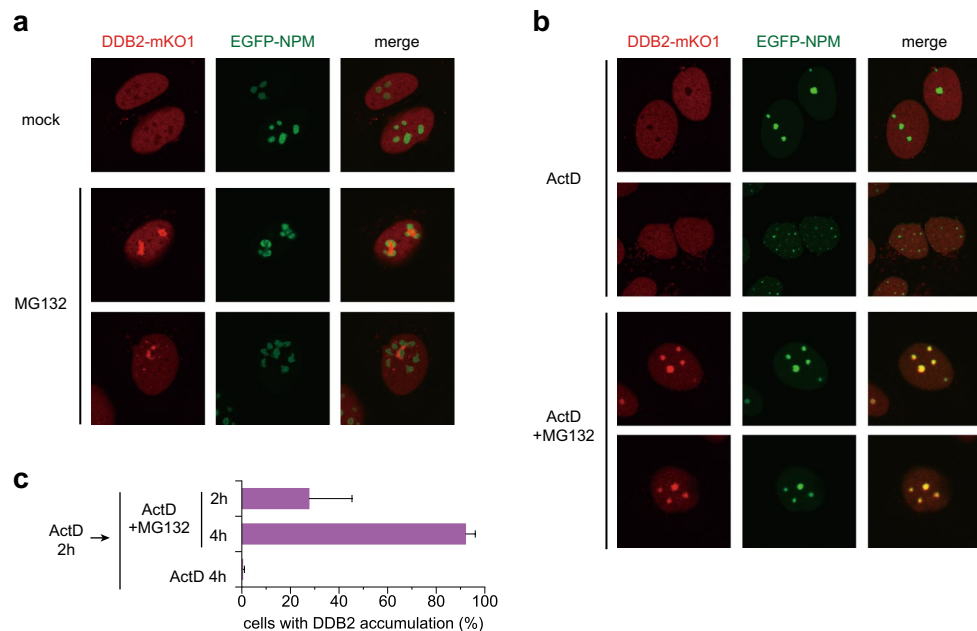 a
DDB2-mKO1 EGFP-NPM merge
mock
MG132
b
DDB2-mKO1 EGFP-NPM merge
ActD
ActD
+MG132
c
ActD
2h
ActD
+MG132
2h
4h
ActD 4h
0 20 40 60 80 100
cells with DDB2 accumulation (%)